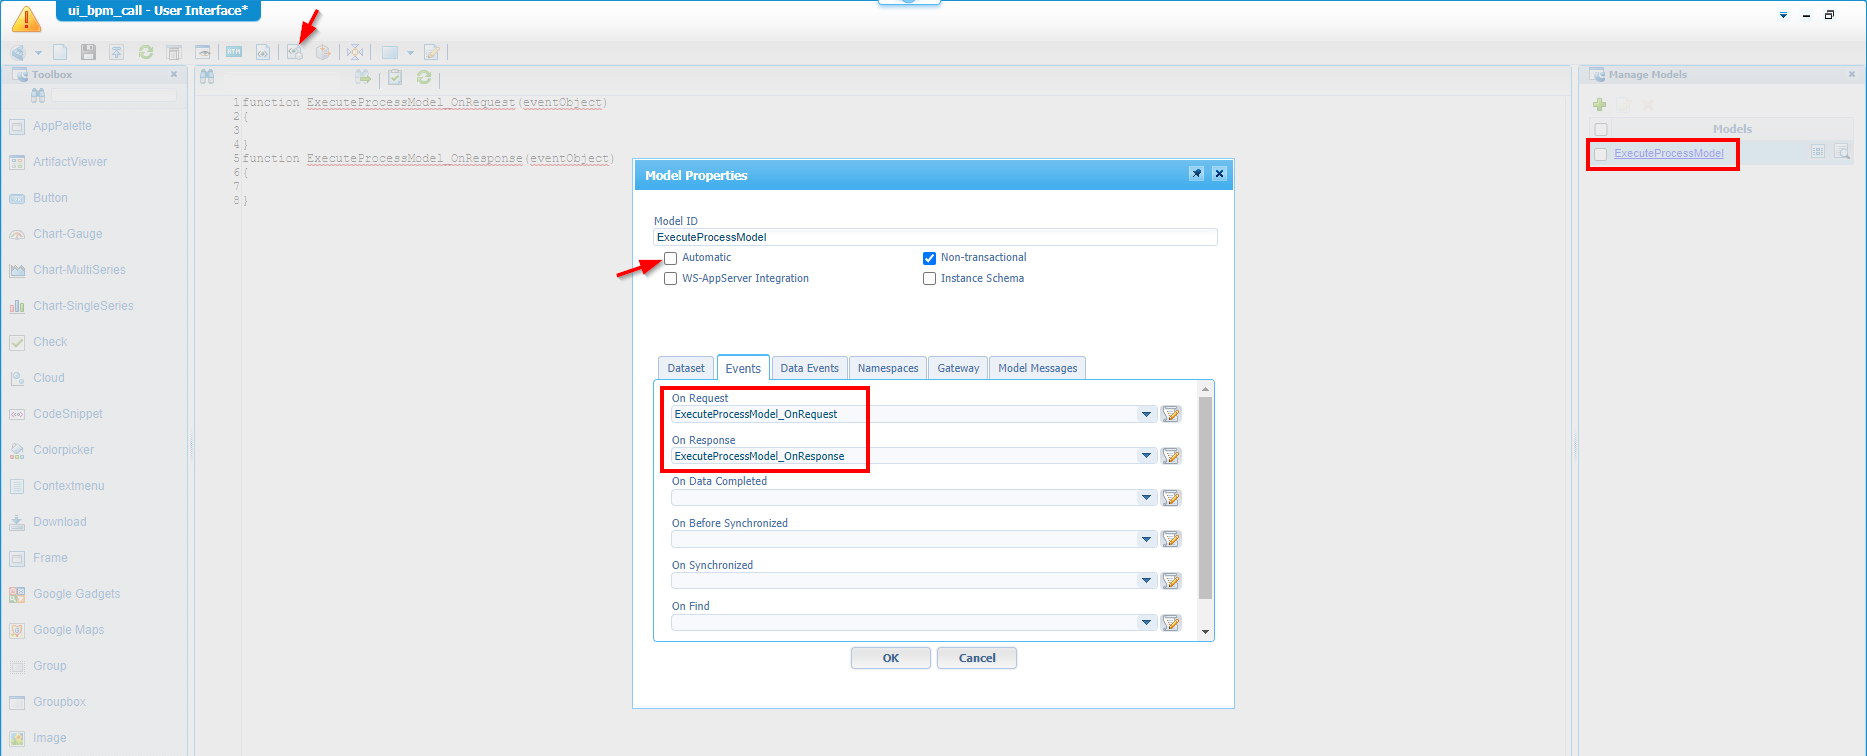 ui_bpm_call - User Interface*
HTM
Toolbox
AppPalette
ArtifactViewer
Button
Chart-Gauge
Chart-MultiSeries
Chart-SingleSeries
Check
Cloud
CodeSnippet
Colorpicker
Contextmenu
Download
Frame
Google Gadgets
Google Maps
Group
Groupbox
Image
1 function ExecuteProcessModel_OnRequest(eventObject)
2 {
3
4 }
5 function ExecuteProcessModel_OnResponse(eventObject)
6 {
7
8 }
Model Properties
Model ID
ExecuteProcessModel
Automatic
Non-transactional
WS-AppServer Integration
Instance Schema
Dataset
Events
Data Events
Namespaces
Gateway
Model Messages
On Request
ExecuteProcessModel_OnRequest
On Response
ExecuteProcessModel_OnResponse
On Data Completed
On Before Synchronized
On Synchronized
On Find
OK
Cancel
Manage Models
Models
ExecuteProcessModel